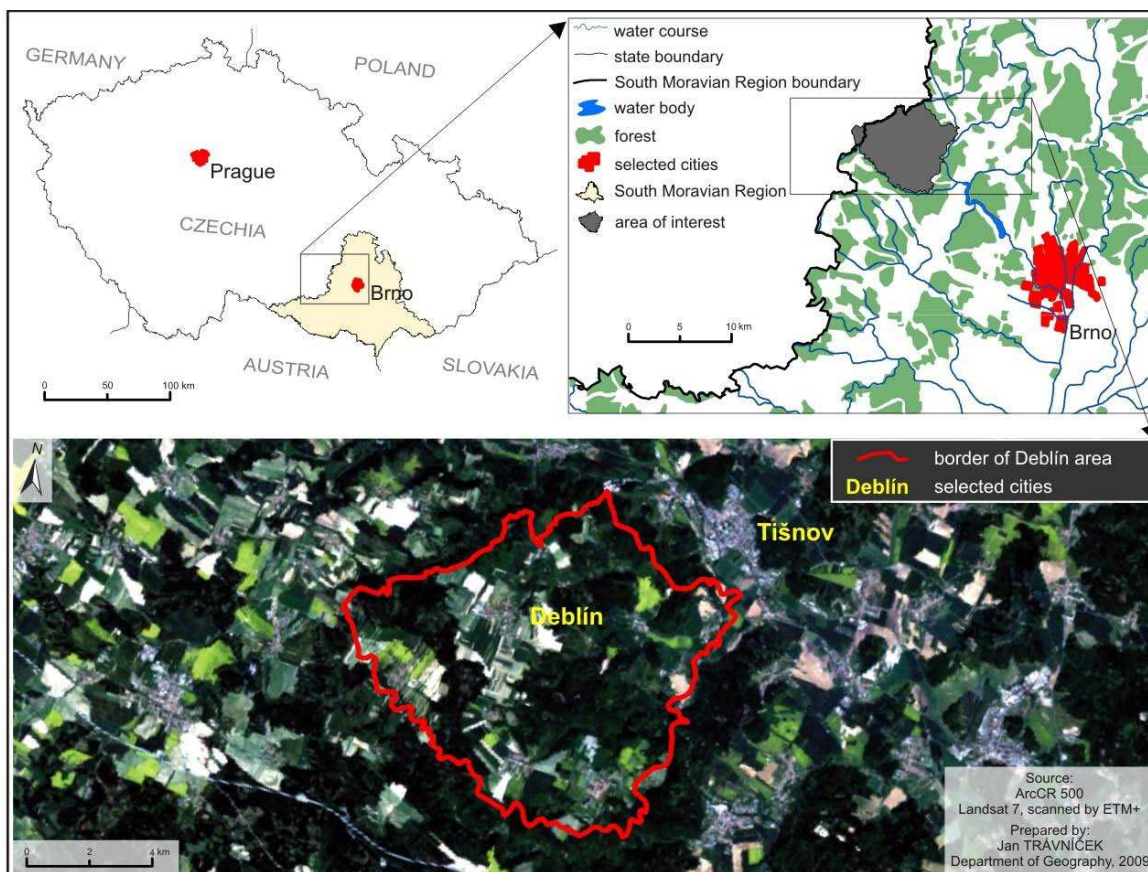 GERMANY
POLAND
Prague
CZECHIA
Brno
AUSTRIA
SLOVAKIA
0 50 100 km
water course
state boundary
South Moravian Region boundary
water body
forest
selected cities
South Moravian Region
area of interest
0 5 10 km
Brno
N
border of Deblín area
Deblín selected cities
Tišnov
Deblín
0 2 4 km
Source:
ArcCR 500
Landsat 7, scanned by ETM+
Prepared by:
Jan TRÁVNÍČEK
Department of Geography, 2009